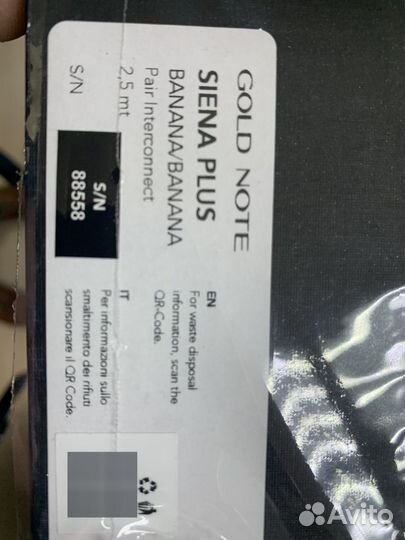 GOLD NOTE
SIENA PLUS
BANANA/BANANA
Pair Interconnect
2,5 mt
S/N
S/N
88558
EN
For waste disposal
information, scan the
QR-Code.
IT
Per informazioni sullo
smaltimento dei rifiuti
scansionare il QR Code.
Avito